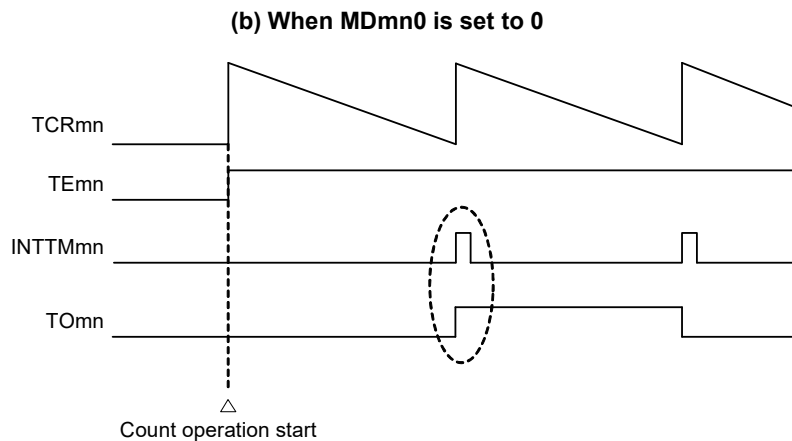 (b) When MDmn0 is set to 0
TCRmn
TEmn
INTTMmn
TOmn
Count operation start